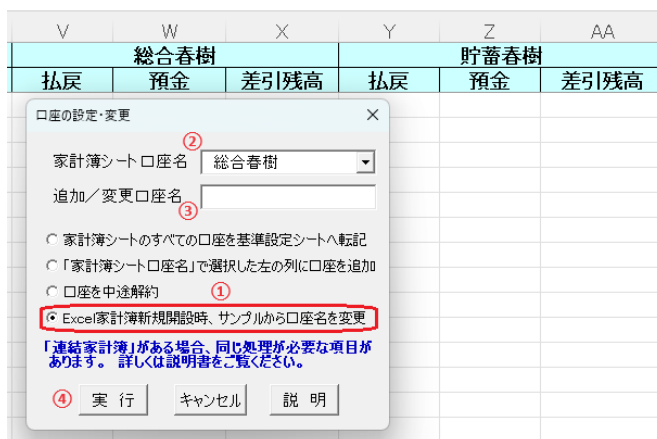 V W X Y Z AA
総合春樹 貯蓄春樹
払戻 預金 差引残高 払戻 預金 差引残高
口座の設定・変更 ×
②
家計簿シート口座名 総合春樹
追加／変更口座名
③
家計簿シートのすべての口座を基準設定シートへ転記
「家計簿シート口座名」で選択した左の列に口座を追加
口座を中途解約 ①
Excel家計簿新規開設時、サンプルから口座名を変更
「連結家計簿」がある場合、同じ処理が必要な項目が
あります。 詳しくは説明書をご覧ください。
④ 実 行 キャンセル 説 明